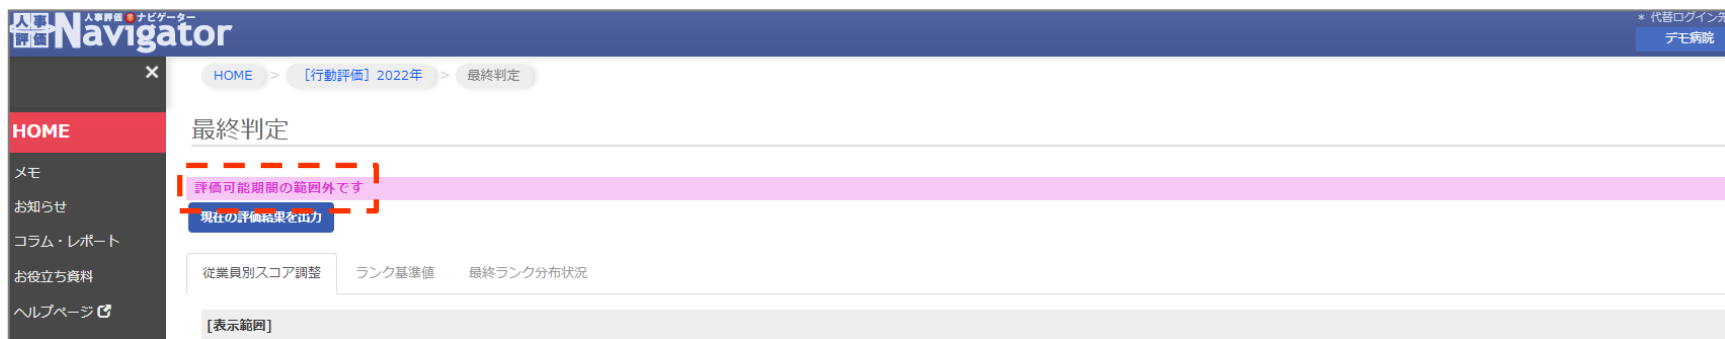 人事評価ナビゲーター
人事評価 Navigator
* 代替ログイン先
デモ病院
×
HOME > [行動評価] 2022年 > 最終判定
HOME
最終判定
メモ
評価可能期間の範囲外です
お知らせ
現在の評価結果を出力
コラム・レポート
従業員別スコア調整 ランク基準値 最終ランク分布状況
お役立ち資料
ヘルプページ
[表示範囲]